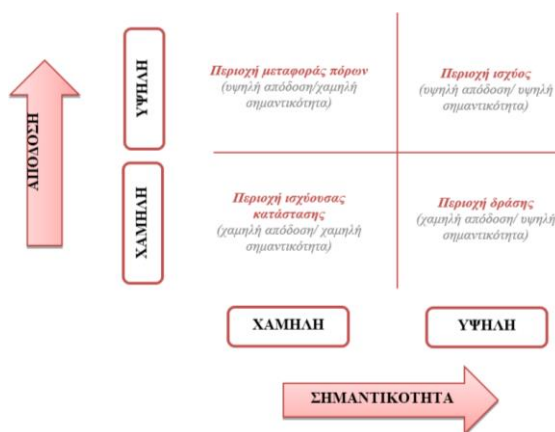 ΑΠΟΔΟΣΗ
ΥΨΗΛΗ
Περιοχή μεταφοράς πόρων
(υψηλή απόδοση/χαμηλή
σημαντικότητα)
Περιοχή ισχύος
(υψηλή απόδοση/ υψηλή
σημαντικότητα)
ΧΑΜΗΛΗ
Περιοχή ισχύουσας
κατάστασης
(χαμηλή απόδοση/ χαμηλή
σημαντικότητα)
Περιοχή δράσης
(χαμηλή απόδοση/ υψηλή
σημαντικότητα)
ΧΑΜΗΛΗ
ΥΨΗΛΗ
ΣΗΜΑΝΤΙΚΟΤΗΤΑ